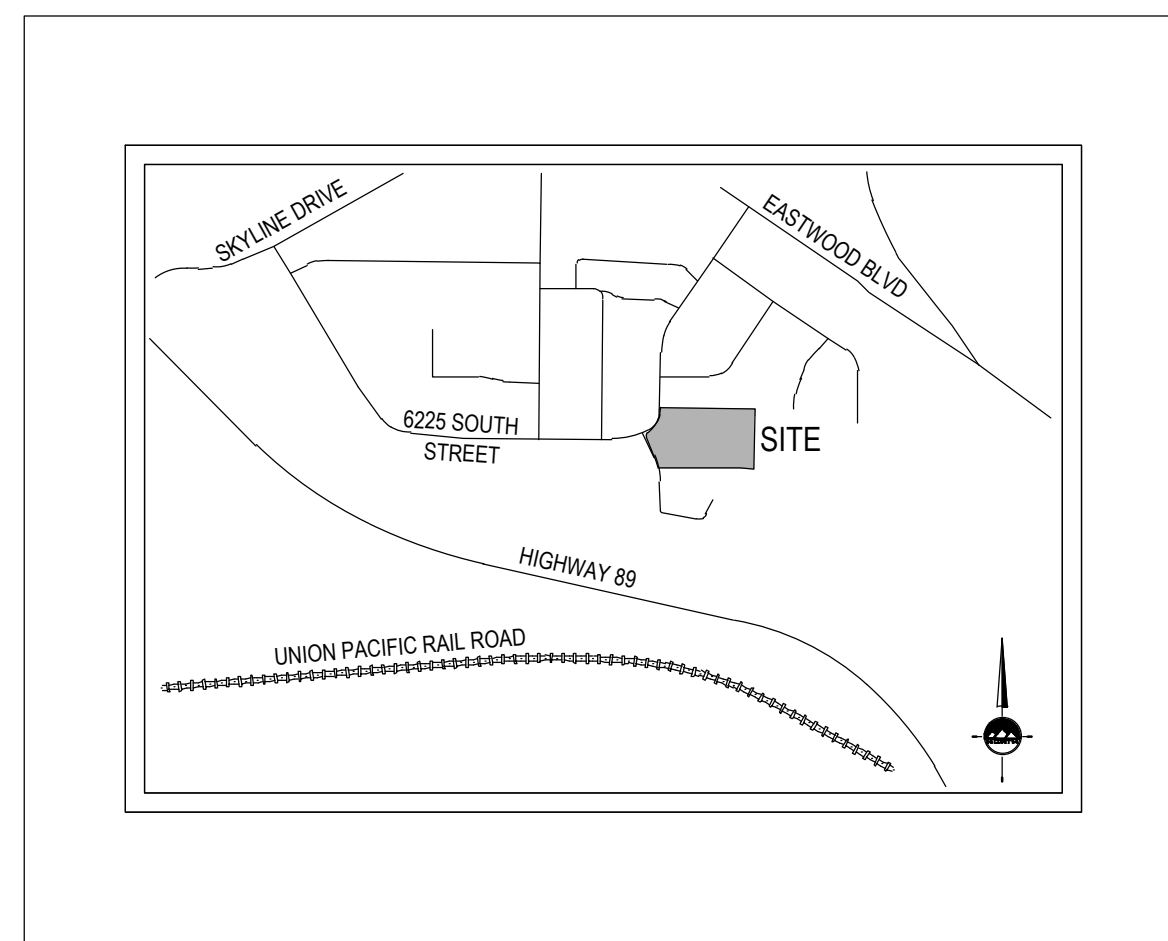 SKYLINE DRIVE
EASTWOOD BLVD
6225 SOUTH
STREET
SITE
HIGHWAY 89
UNION PACIFIC RAIL ROAD